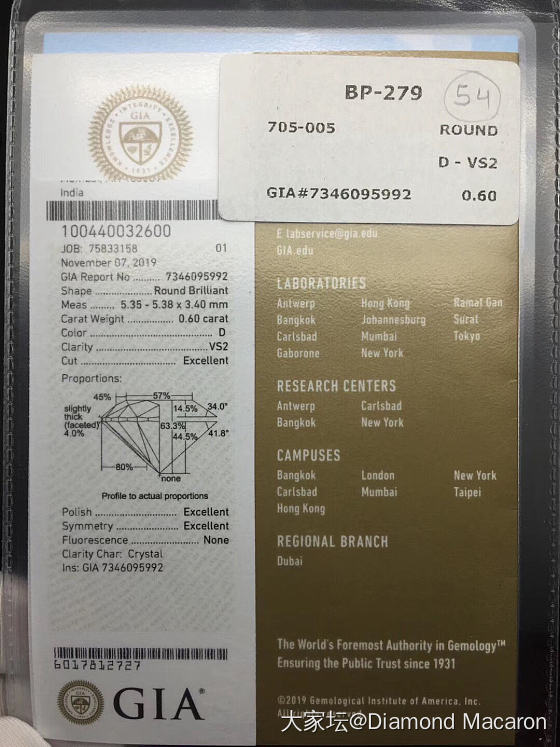 BP-279 54
705-005 ROUND
D - VS2
GIA#7346095992 0.60
INTEGRITY
EXCELLENCE
KNOWLEDGE
GIA
1931
India
100440032600
JOB: 75833158 01
November 07, 2019
GIA Report No .......... 7346095992
Shape ............... Round Brilliant
Meas ..... 5.35 - 5.38 x 3.40 mm
Carat Weight ............... 0.60 carat
Color .................................... D
Clarity ................................ VS2
Cut .............................. Excellent
Proportions:
45% 57%
slightly thick (faceted) 4.0%
14.5% 34.0°
63.3%
44.5% 41.8°
80%
none
Profile to actual proportions
Polish ......................... Excellent
Symmetry .................... Excellent
Fluorescence ..................... None
Clarity Char: Crystal
Ins: GIA 7346095992
6017812727
GIA®
E labservice@gia.edu
GIA.edu
LABORATORIES
Antwerp Hong Kong Ramat Gan
Bangkok Johannesburg Surat
Carlsbad Mumbai Tokyo
Gaborone New York
RESEARCH CENTERS
Antwerp Carlsbad
Bangkok New York
CAMPUSES
Bangkok London New York
Carlsbad Mumbai Taipei
Hong Kong
REGIONAL BRANCH
Dubai
The World's Foremost Authority in Gemology™
Ensuring the Public Trust since 1931
©2019 Gemological Institute of America, Inc.
大家坛@Diamond Macaron